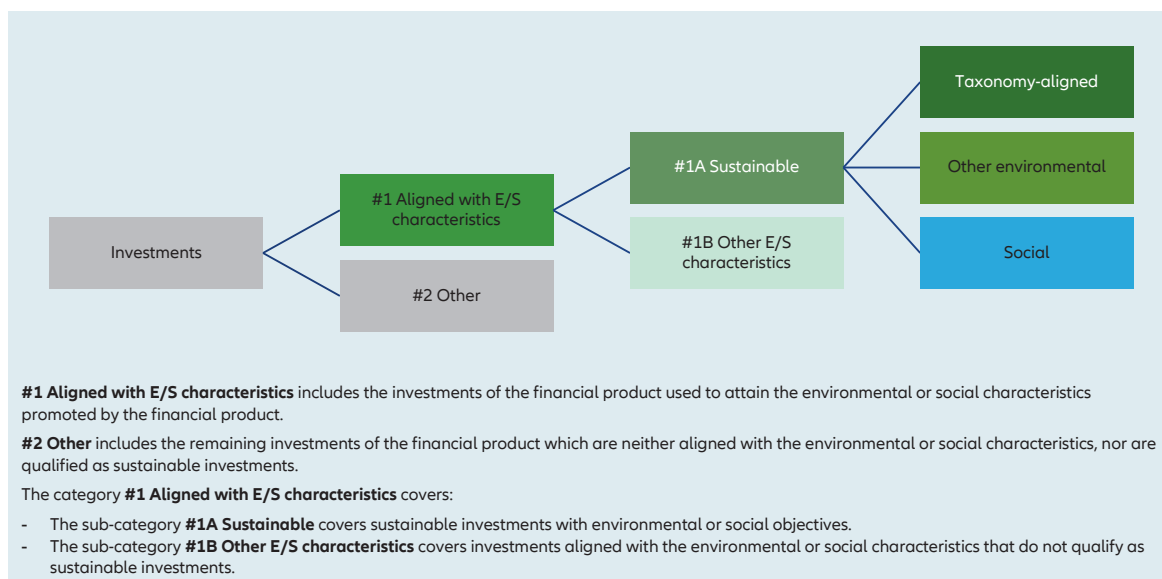 Taxonomy-aligned
#1A Sustainable
Other environmental
#1 Aligned with E/S
characteristics
Investments
#1B Other E/S
characteristics
Social
#2 Other
#1 Aligned with E/S characteristics includes the investments of the financial product used to attain the environmental or social characteristics
promoted by the financial product.
#2 Other includes the remaining investments of the financial product which are neither aligned with the environmental or social characteristics, nor are
qualified as sustainable investments.
The category #1 Aligned with E/S characteristics covers:
- The sub-category #1A Sustainable covers sustainable investments with environmental or social objectives.
- The sub-category #1B Other E/S characteristics covers investments aligned with the environmental or social characteristics that do not qualify as
sustainable investments.